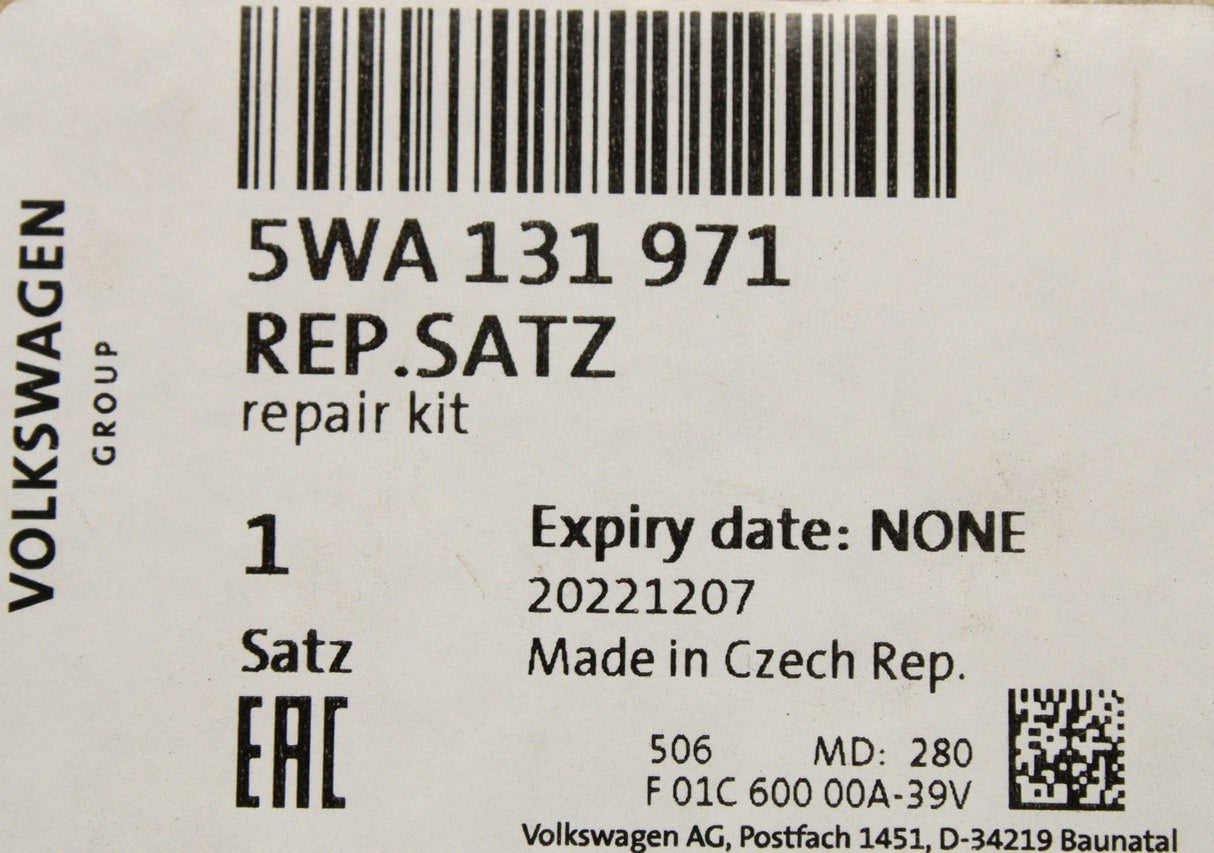 VOLKSWAGEN
GROUP
5WA 131 971
REP.SATZ
repair kit
1
Satz
EAC
Expiry date: NONE
20221207
Made in Czech Rep.
506 MD: 280
F 01C 600 00A-39V
Volkswagen AG, Postfach 1451, D-34219 Baunatal